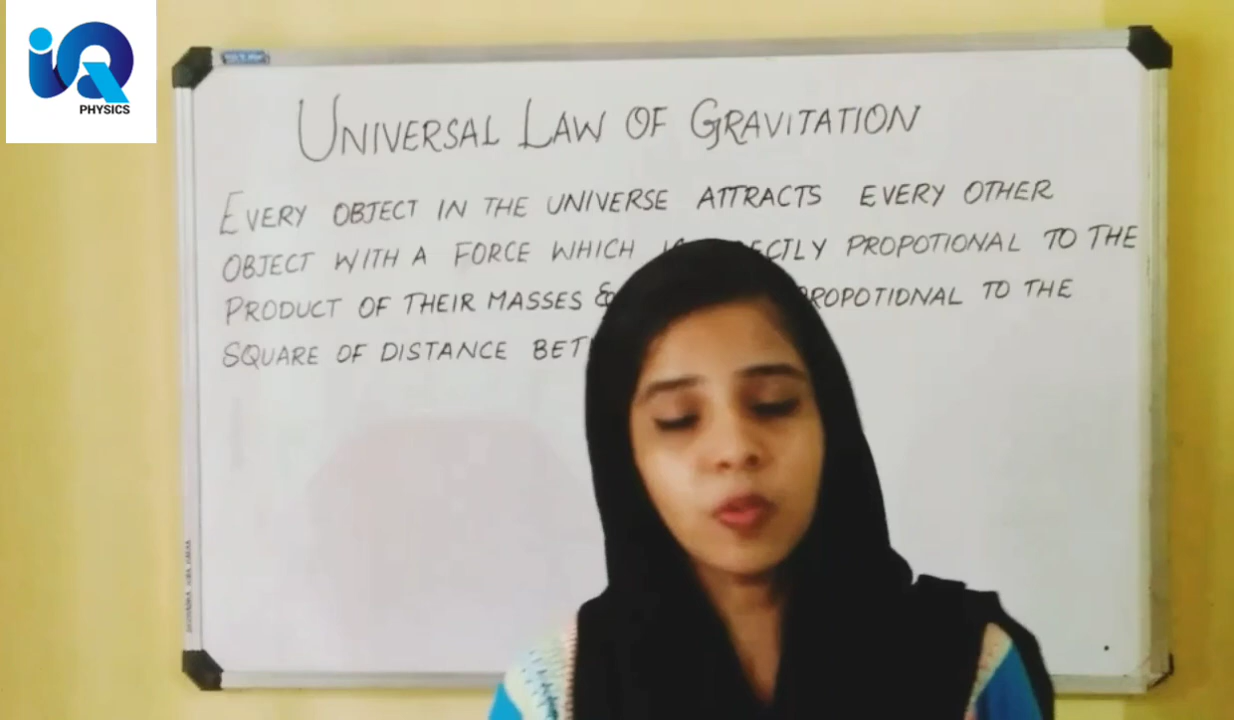 iQ
PHYSICS
UNIVERSAL LAW OF GRAVITATION
EVERY OBJECT IN THE UNIVERSE ATTRACTS EVERY OTHER
OBJECT WITH A FORCE WHICH PROPOTIONAL TO THE
PRODUCT OF THEIR MASSES & PROPOTIONAL TO THE
SQUARE OF DISTANCE